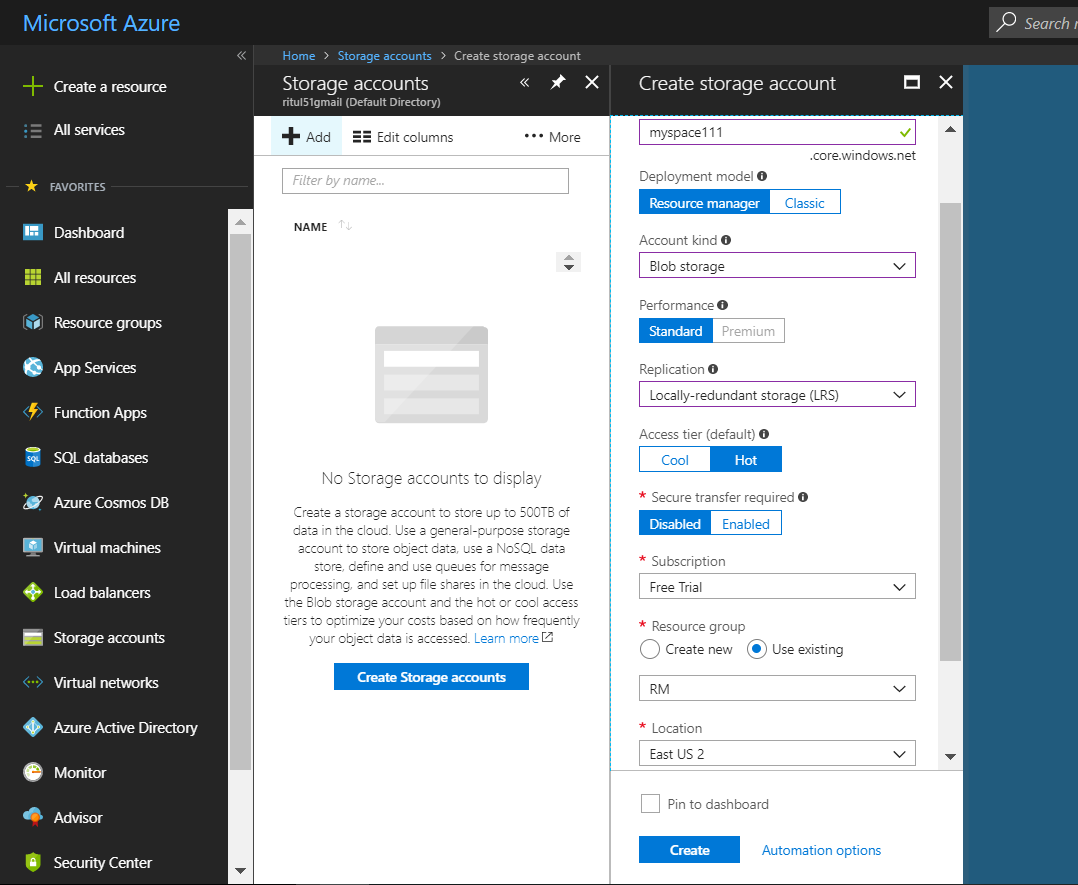 Microsoft Azure
Search
Create a resource
All services
FAVORITES
Dashboard
All resources
Resource groups
App Services
Function Apps
SQL databases
Azure Cosmos DB
Virtual machines
Load balancers
Storage accounts
Virtual networks
Azure Active Directory
Monitor
Advisor
Security Center
Home > Storage accounts > Create storage account
Storage accounts
ritul51gmail (Default Directory)
Add Edit columns More
Filter by name...
NAME
No Storage accounts to display
Create a storage account to store up to 500TB of
data in the cloud. Use a general-purpose storage
account to store object data, use a NoSQL data
store, define and use queues for message
processing, and set up file shares in the cloud. Use
the Blob storage account and the hot or cool access
tiers to optimize your costs based on how frequently
your object data is accessed. Learn more
Create Storage accounts
Create storage account
myspace111
.core.windows.net
Deployment model
Resource manager Classic
Account kind
Blob storage
Performance
Standard Premium
Replication
Locally-redundant storage (LRS)
Access tier (default)
Cool Hot
* Secure transfer required
Disabled Enabled
* Subscription
Free Trial
* Resource group
Create new Use existing
RM
* Location
East US 2
Pin to dashboard
Create Automation options